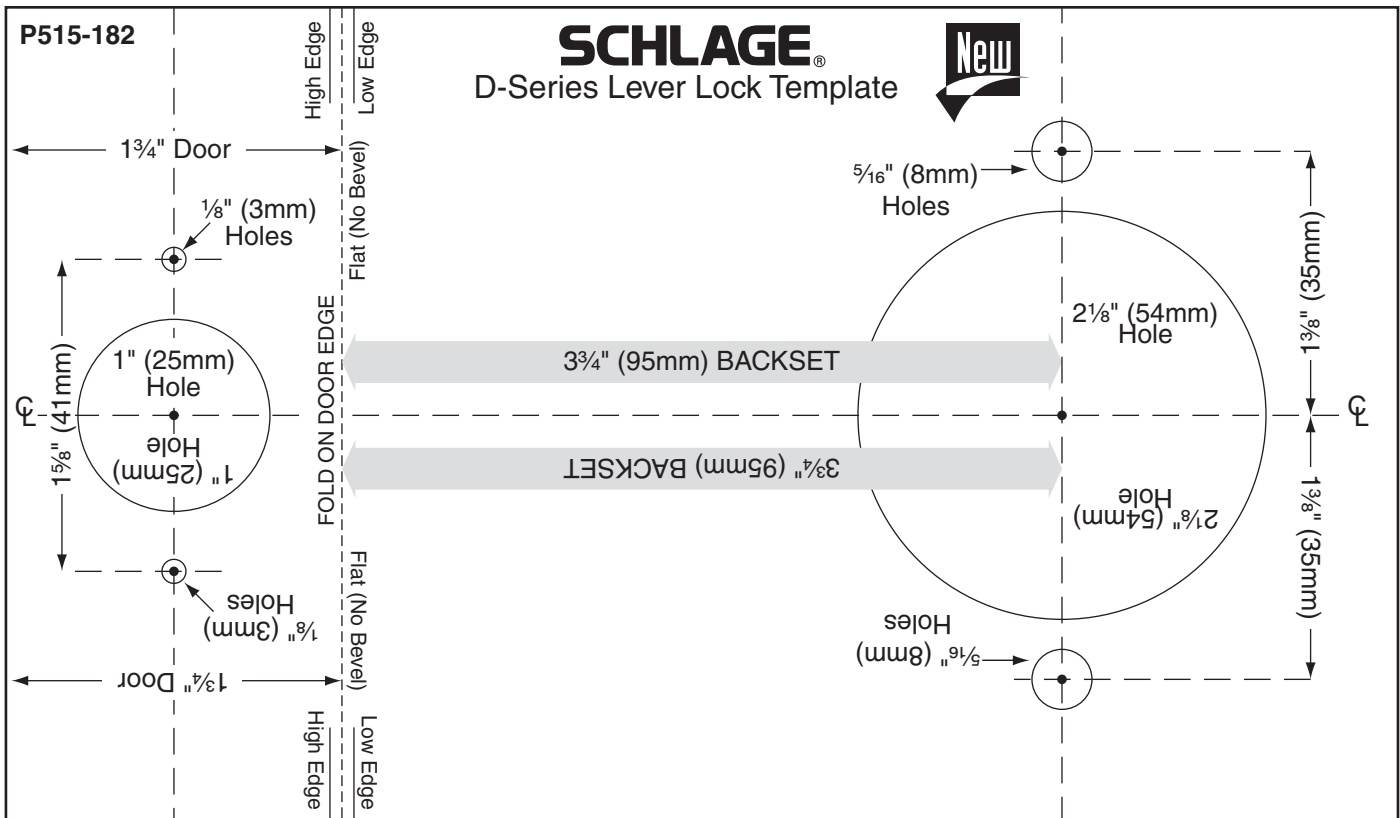 P515-182
High Edge
Low Edge
SCHLAGE®
D-Series Lever Lock Template
New
1¾" Door
Flat (No Bevel)
⅛" (3mm)
Holes
5⁄16" (8mm)
Holes
1⅜" (35mm)
2⅛" (54mm)
Hole
FOLD ON DOOR EDGE
1" (25mm)
Hole
3¾" (95mm) BACKSET
1⅝" (41mm)
℄
℄
1" (25mm)
Hole
3¾" (95mm) BACKSET
2⅛" (54mm)
Hole
1⅜" (35mm)
Flat (No Bevel)
⅛" (3mm)
Holes
5⁄16" (8mm)
Holes
1¾" Door
High Edge
Low Edge